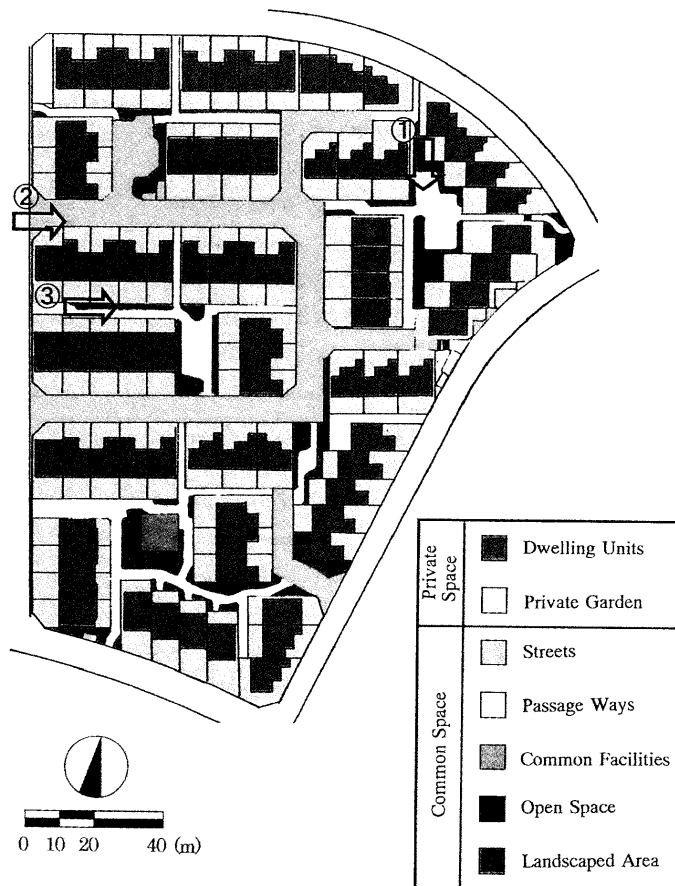 ①
②
③
Private Space
Dwelling Units
Private Garden
Common Space
Streets
Passage Ways
Common Facilities
Open Space
Landscaped Area
0 10 20 40 (m)